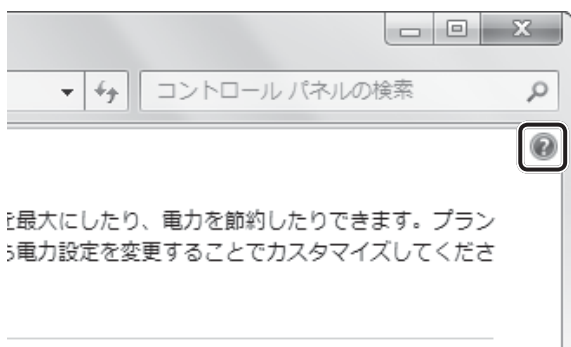 コントロール パネルの検索
を最大にしたり、電力を節約したりできます。プラン
ら電力設定を変更することでカスタマイズしてくださ